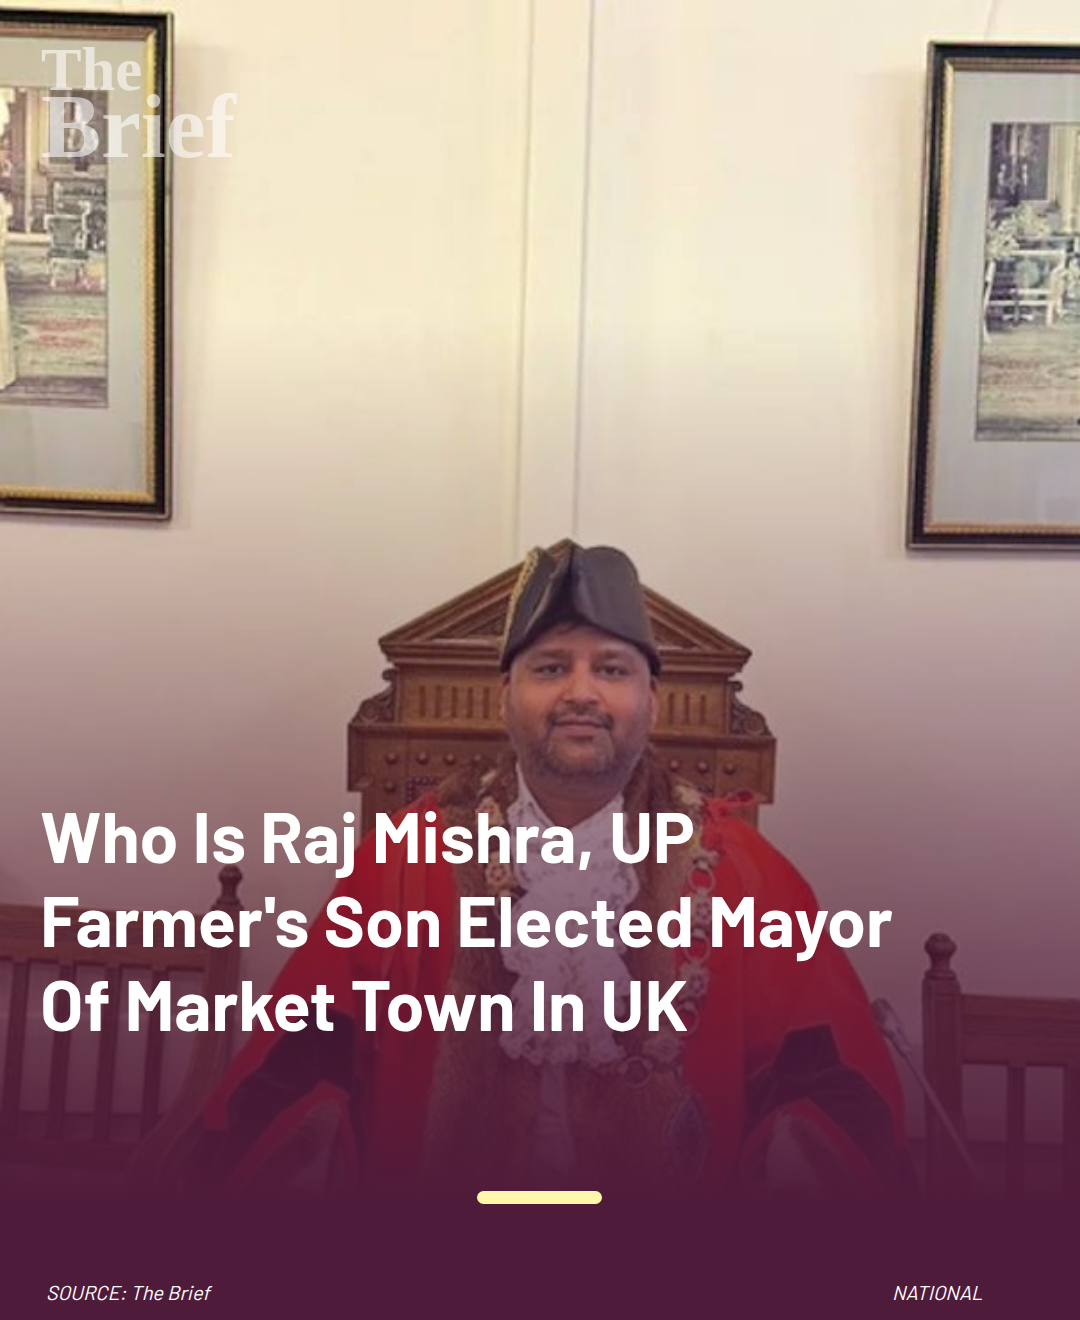 The
Brief
Who Is Raj Mishra, UP
Farmer's Son Elected Mayor
Of Market Town In UK
SOURCE: The Brief
NATIONAL